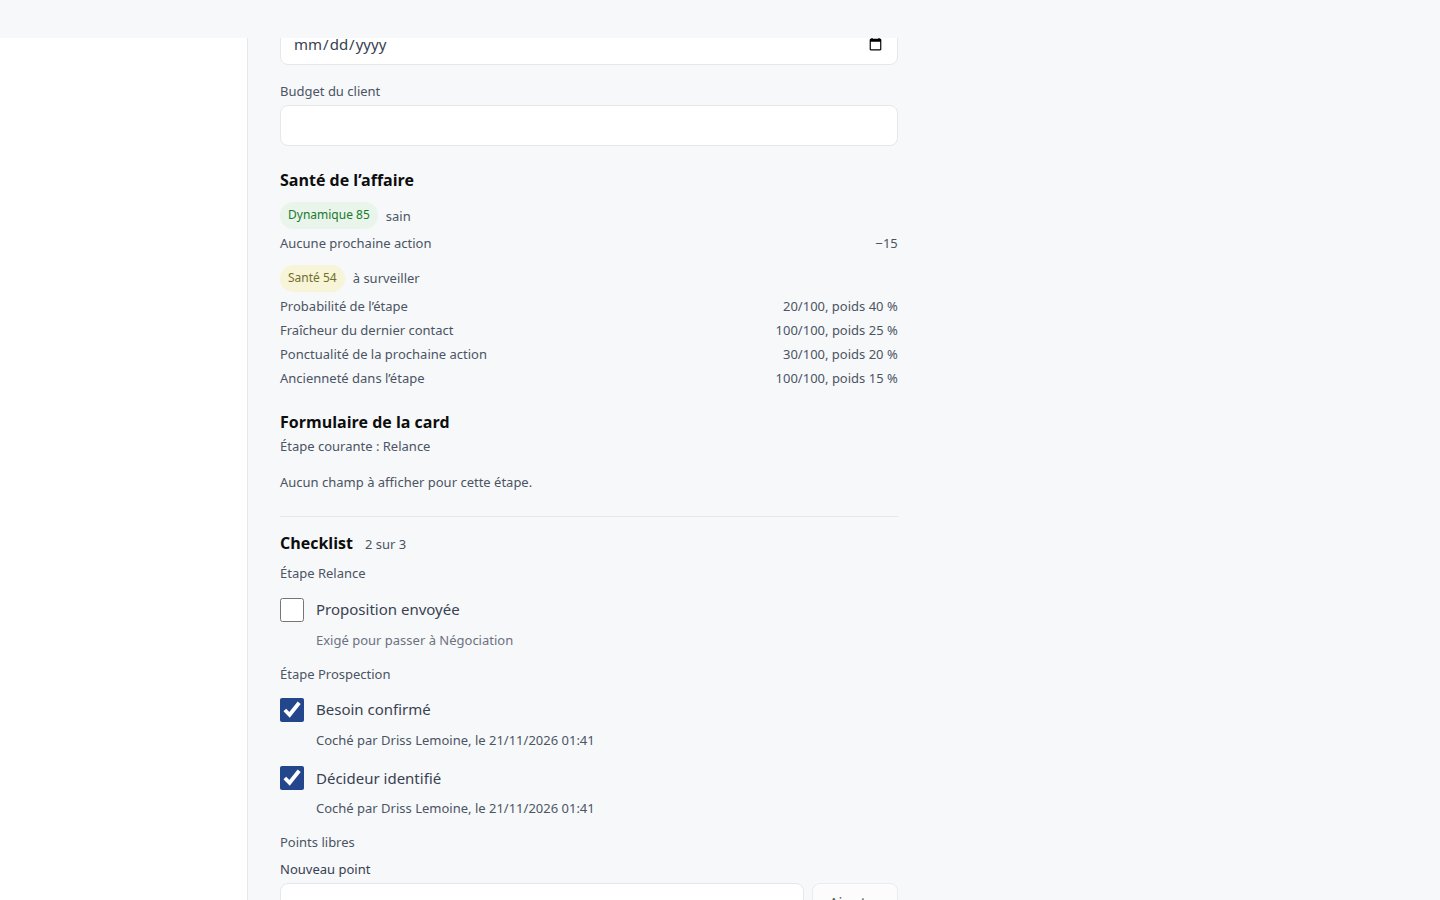 mm/dd/yyyy
Budget du client
Santé de l’affaire
Dynamique 85 sain
Aucune prochaine action −15
Santé 54 à surveiller
Probabilité de l’étape 20/100, poids 40 %
Fraîcheur du dernier contact 100/100, poids 25 %
Ponctualité de la prochaine action 30/100, poids 20 %
Ancienneté dans l’étape 100/100, poids 15 %
Formulaire de la card
Étape courante : Relance
Aucun champ à afficher pour cette étape.
Checklist 2 sur 3
Étape Relance
Proposition envoyée
Exigé pour passer à Négociation
Étape Prospection
Besoin confirmé
Coché par Driss Lemoine, le 21/11/2026 01:41
Décideur identifié
Coché par Driss Lemoine, le 21/11/2026 01:41
Points libres
Nouveau point